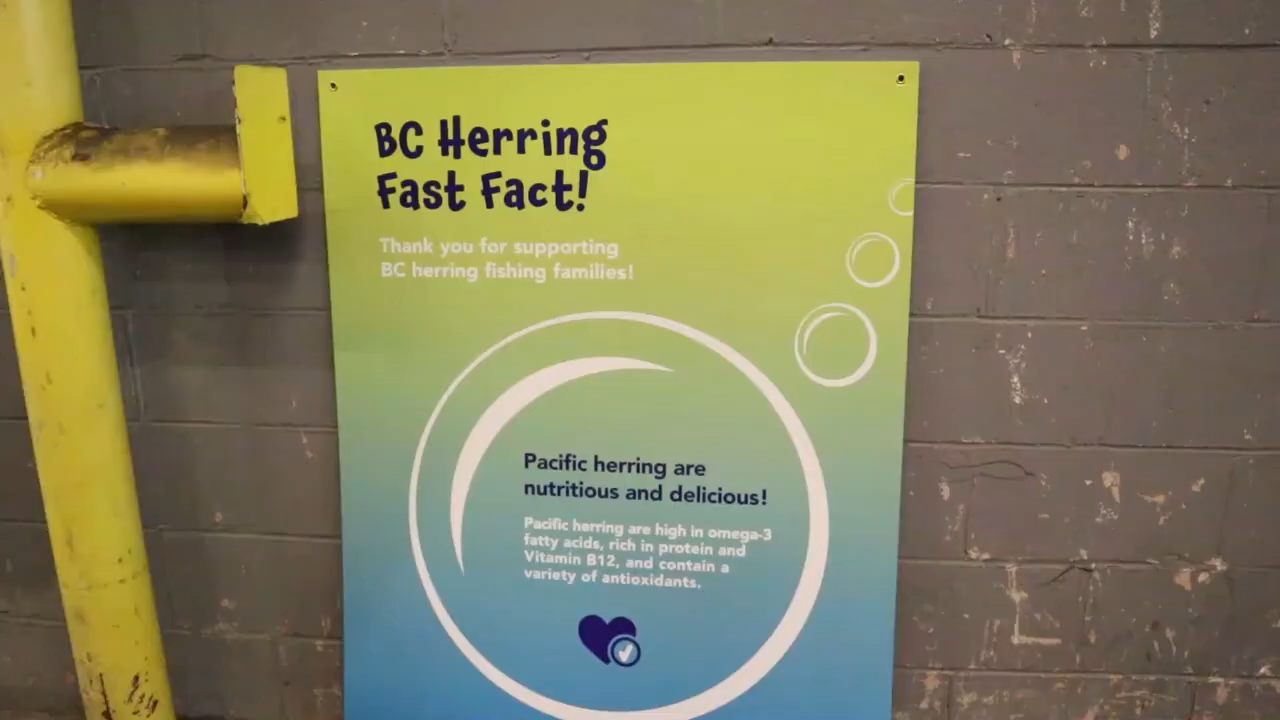 BC Herring
Fast Fact!
Thank you for supporting
BC herring fishing families!
Pacific herring are
nutritious and delicious!
Pacific herring are high in omega-3
fatty acids, rich in protein and
Vitamin B12, and contain a
variety of antioxidants.